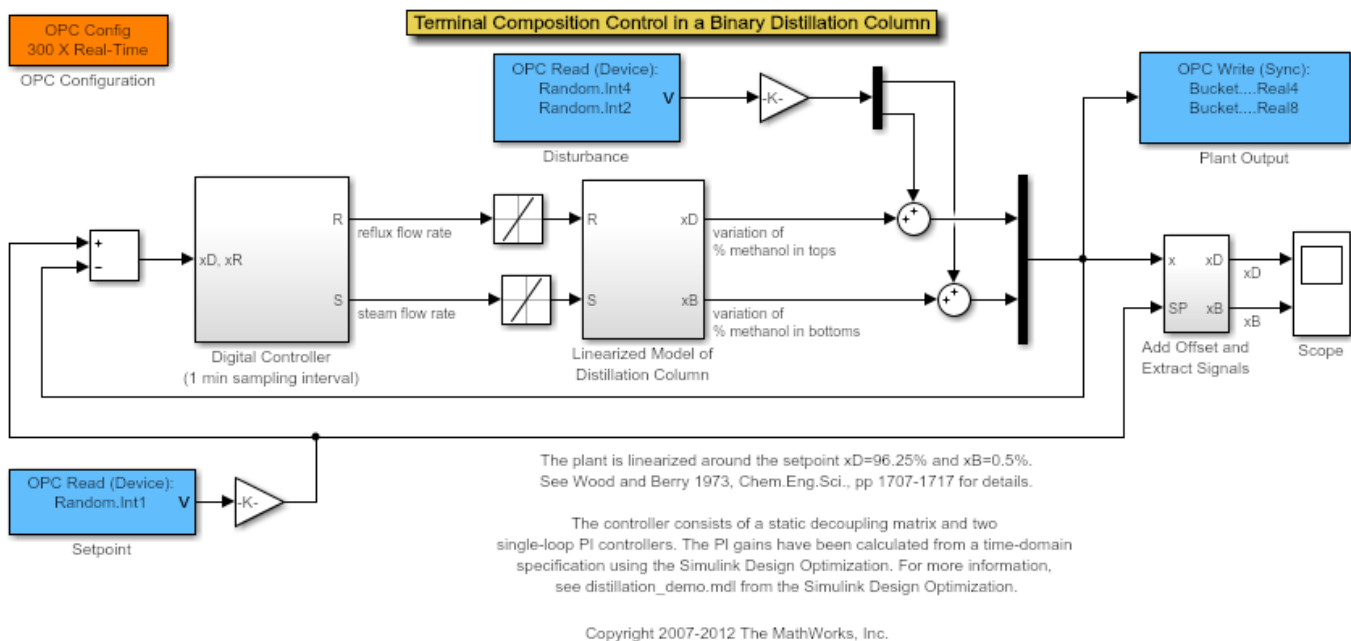 Terminal Composition Control in a Binary Distillation Column
OPC Config
300 X Real-Time
OPC Configuration
OPC Read (Device):
Random.Int4
Random.Int2
V
Disturbance
-K-
OPC Write (Sync):
Bucket....Real4
Bucket....Real8
Plant Output
+
−
xD, xR
R
S
Digital Controller
(1 min sampling interval)
reflux flow rate
steam flow rate
R
S
xD
xB
Linearized Model of
Distillation Column
variation of
% methanol in tops
variation of
% methanol in bottoms
+
+
+
+
x
SP
xD
xB
Add Offset and
Extract Signals
xD
xB
Scope
OPC Read (Device):
Random.Int1
V
Setpoint
-K-
The plant is linearized around the setpoint xD=96.25% and xB=0.5%.
See Wood and Berry 1973, Chem.Eng.Sci., pp 1707-1717 for details.
The controller consists of a static decoupling matrix and two
single-loop PI controllers. The PI gains have been calculated from a time-domain
specification using the Simulink Design Optimization. For more information,
see distillation_demo.mdl from the Simulink Design Optimization.
Copyright 2007-2012 The MathWorks, Inc.